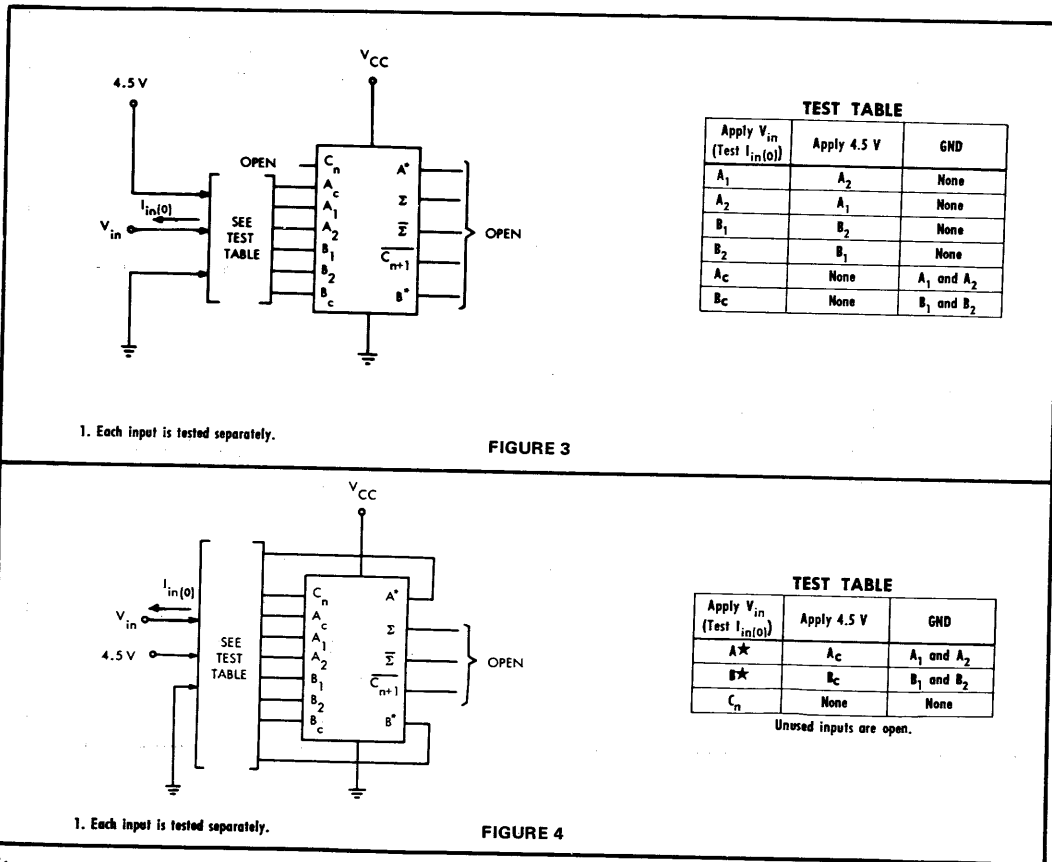 V_CC
4.5 V
OPEN
I_in(0)
V_in
SEE
TEST
TABLE
C_n
A_c
A_1
A_2
B_1
B_2
B_c
A*
Σ
Σ̅
C̅_n+1
B*
OPEN
TEST TABLE
Apply V_in (Test I_in(0)) Apply 4.5 V GND
A_1 A_2 None
A_2 A_1 None
B_1 B_2 None
B_2 B_1 None
A_C None A_1 and A_2
B_C None B_1 and B_2
1. Each input is tested separately.
FIGURE 3
V_CC
I_in(0)
V_in
4.5 V
SEE
TEST
TABLE
C_n
A_c
A_1
A_2
B_1
B_2
B_c
A*
Σ
Σ̅
C̅_n+1
B*
OPEN
TEST TABLE
Apply V_in (Test I_in(0)) Apply 4.5 V GND
A★ A_C A_1 and A_2
B★ B_C B_1 and B_2
C_n None None
Unused inputs are open.
1. Each input is tested separately.
FIGURE 4